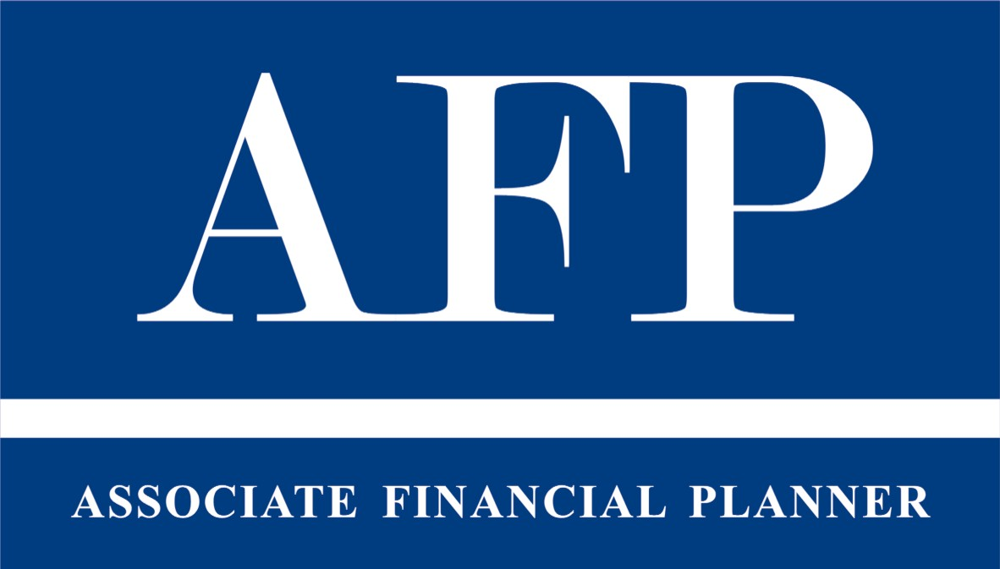 AFP
ASSOCIATE FINANCIAL PLANNER